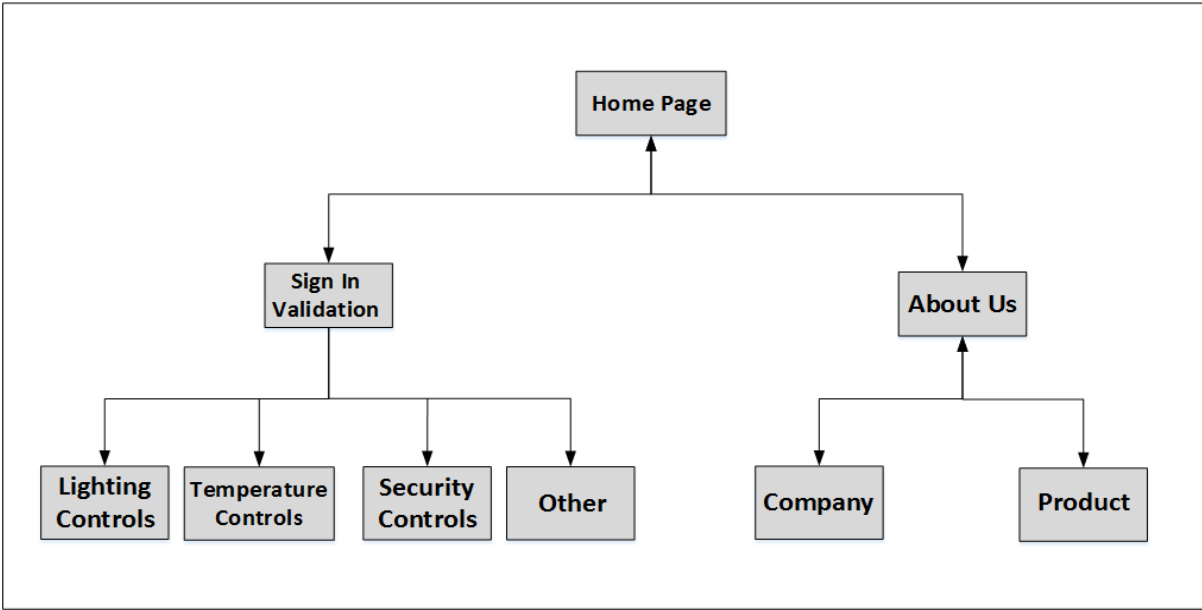 Home Page
Sign In
Validation
About Us
Lighting
Controls
Temperature
Controls
Security
Controls
Other
Company
Product